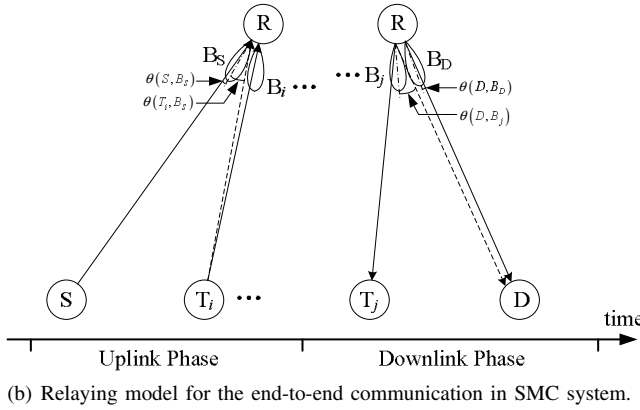 R R
B_S B_i ••• ••• B_j B_D
θ(S, B_S) θ(D, B_D)
θ(T_i, B_S) θ(D, B_j)
S T_i ••• T_j D
time
Uplink Phase Downlink Phase
(b) Relaying model for the end-to-end communication in SMC system.